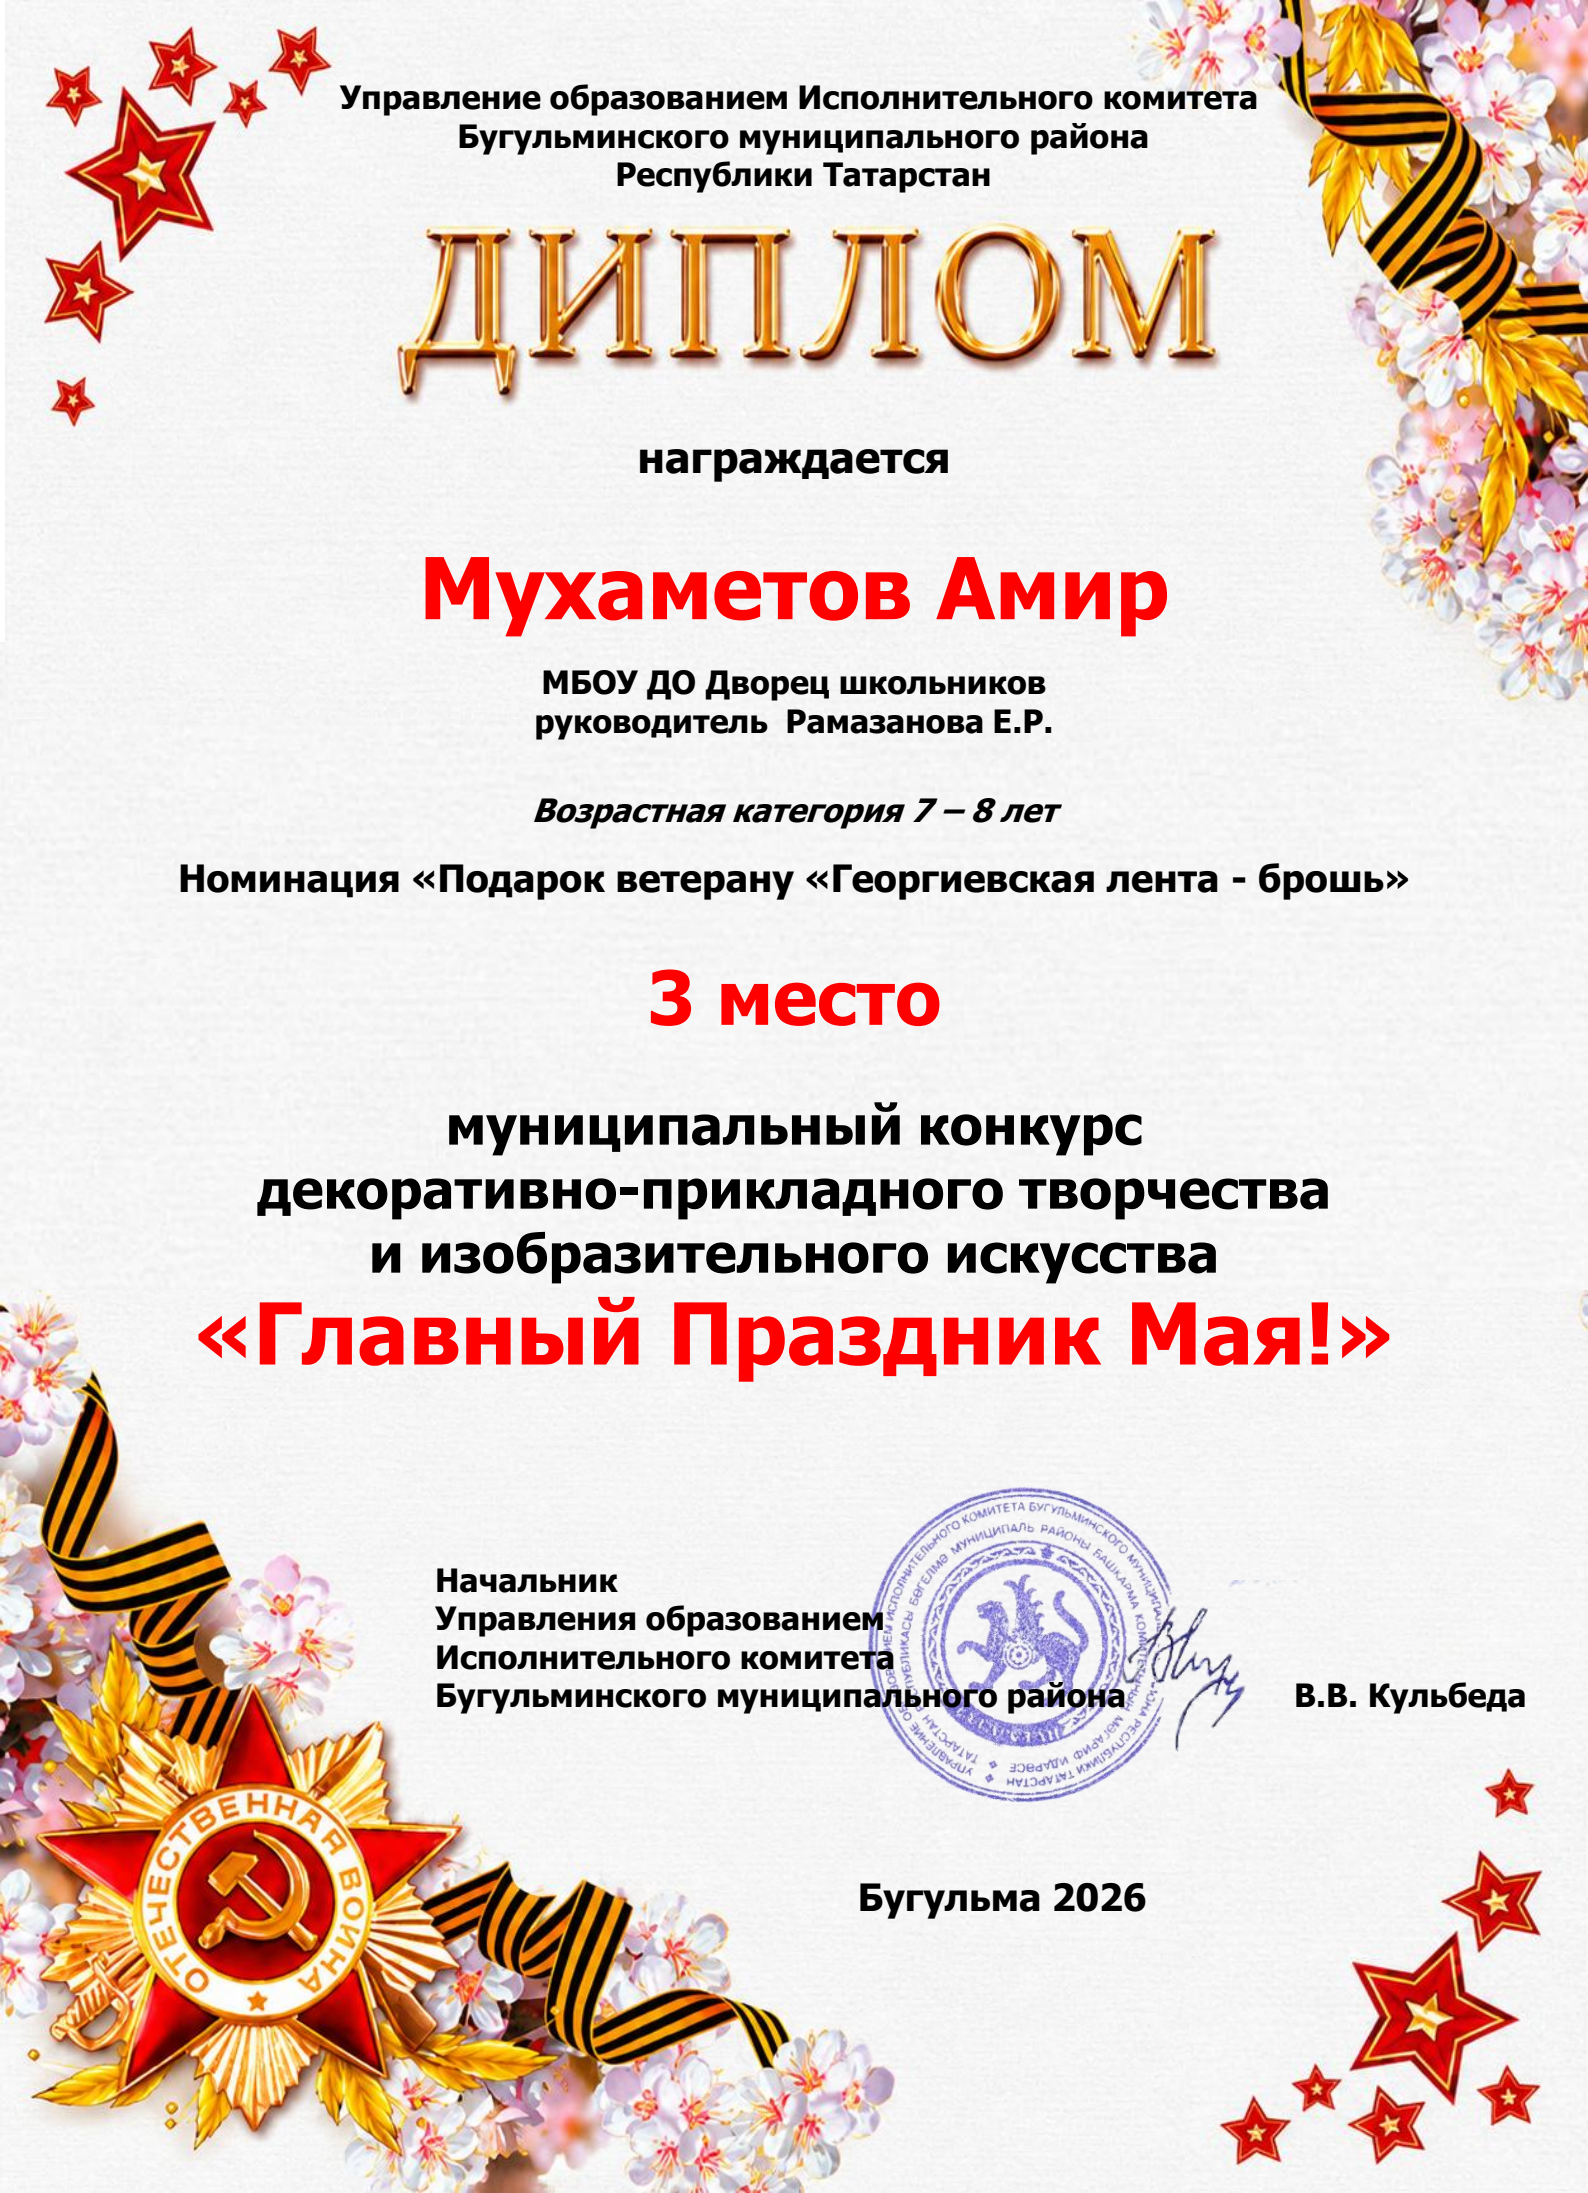 Управление образованием Исполнительного комитета
Бугульминского муниципального района
Республики Татарстан
ДИПЛОМ
награждается
Мухаметов Амир
МБОУ ДО Дворец школьников
руководитель Рамазанова Е.Р.
Возрастная категория 7 – 8 лет
Номинация «Подарок ветерану «Георгиевская лента - брошь»
3 место
муниципальный конкурс
декоративно-прикладного творчества
и изобразительного искусства
«Главный Праздник Мая!»
Начальник
Управления образованием
Исполнительного комитета
Бугульминского муниципального района
В.В. Кульбеда
ОТЕЧЕСТВЕННАЯ ВОЙНА
Бугульма 2026